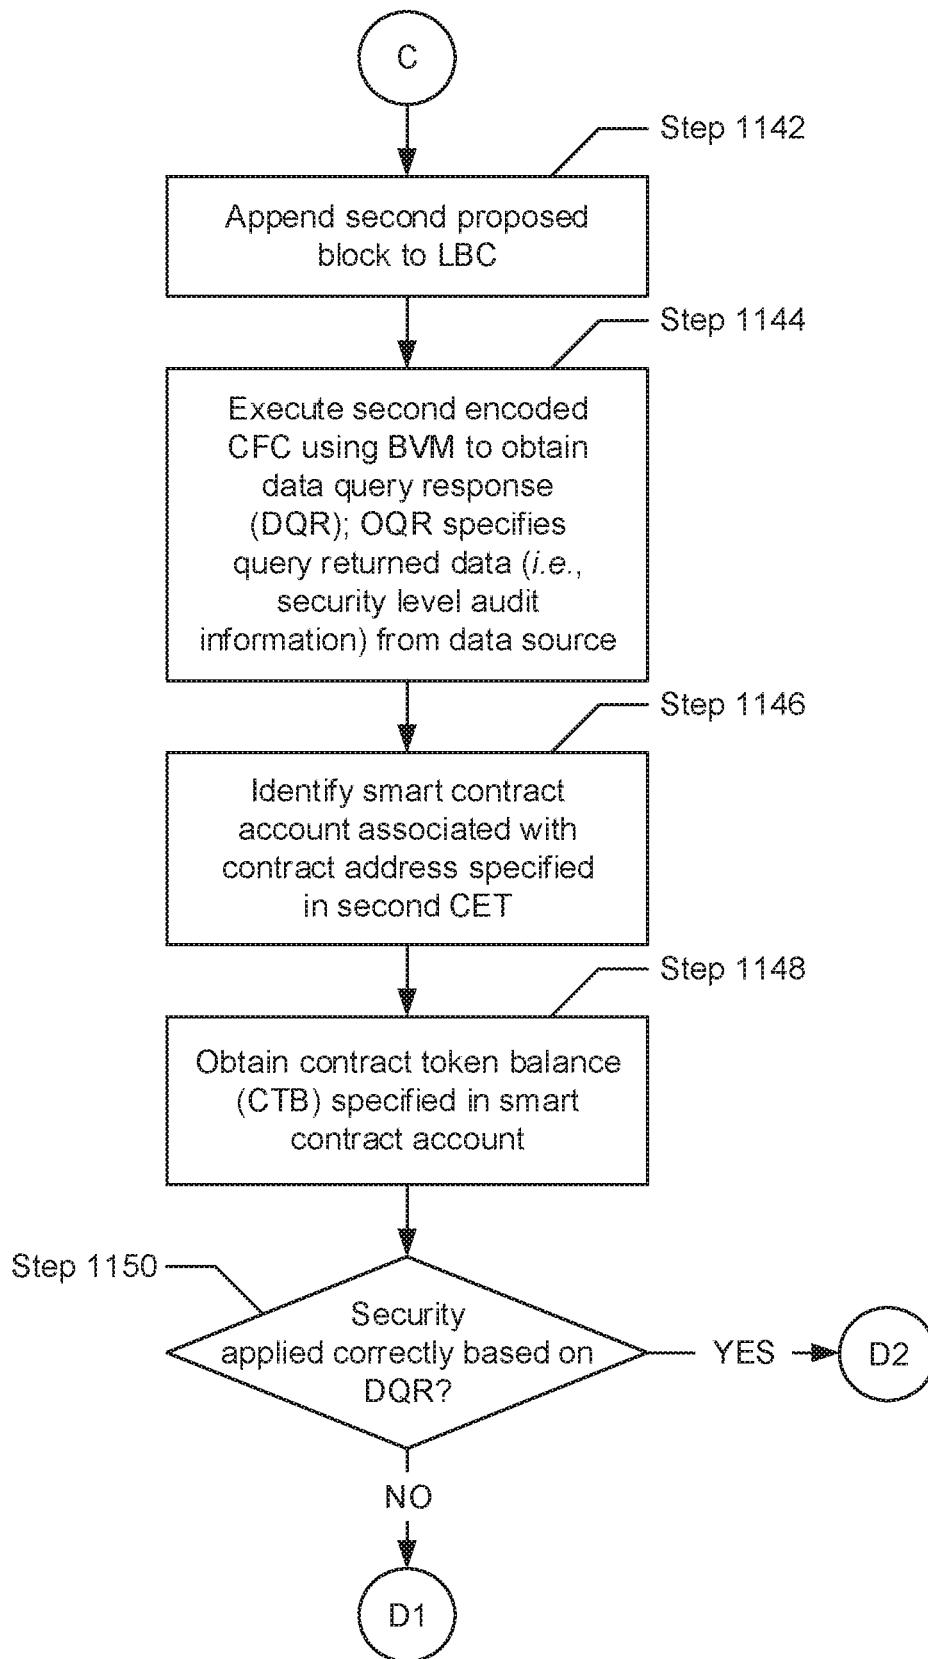 C
Step 1142
Append second proposed
block to LBC
Step 1144
Execute second encoded
CFC using BVM to obtain
data query response
(DQR); OQR specifies
query returned data (i.e.,
security level audit
information) from data source
Step 1146
Identify smart contract
account associated with
contract address specified
in second CET
Step 1148
Obtain contract token balance
(CTB) specified in smart
contract account
Step 1150
Security
applied correctly based on
DQR?
YES
D2
NO
D1